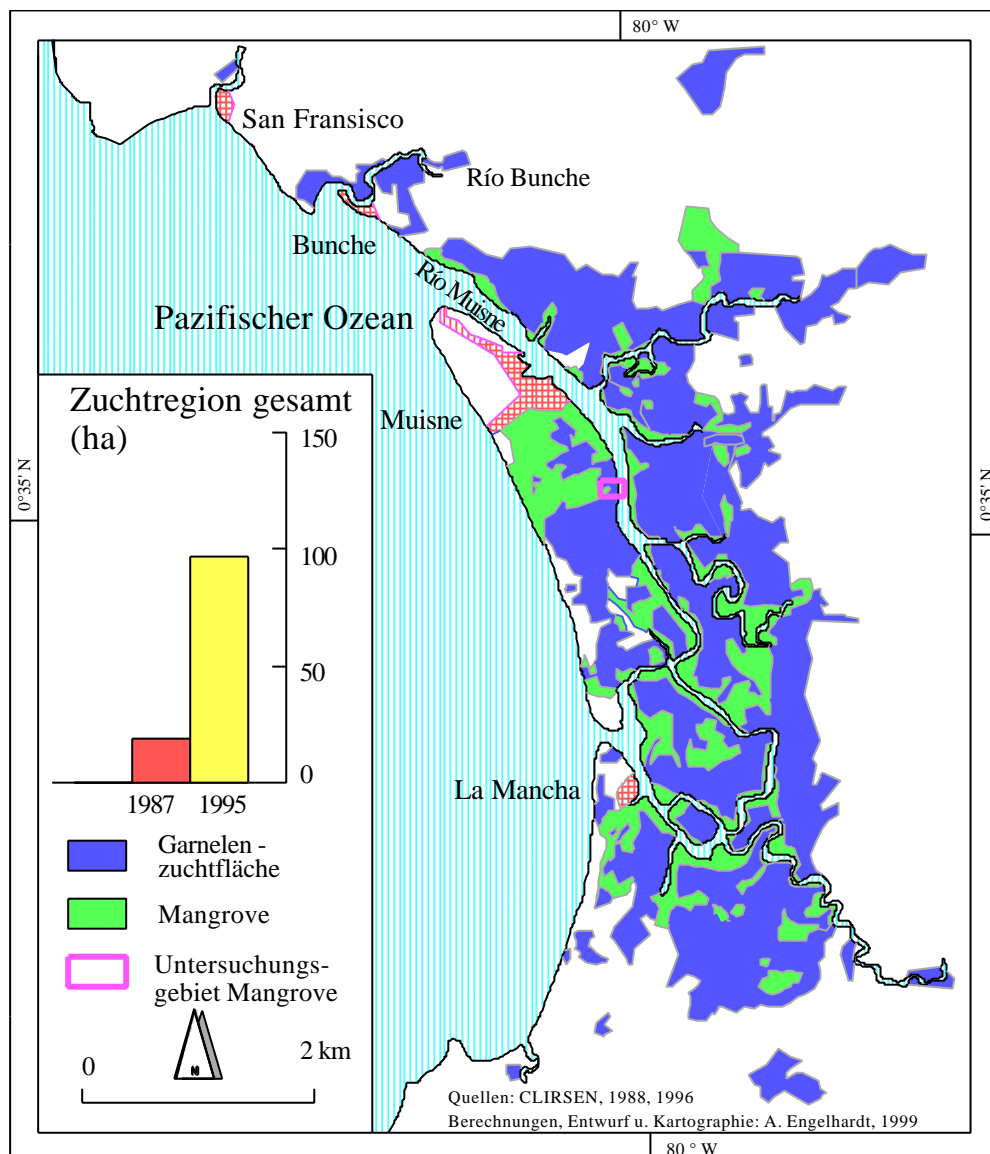 80° W
San Fransisco
Río Bunche
Bunche
Río Muisne
Pazifischer Ozean
Zuchtregion gesamt
(ha)
Muisne
150
100
50
0
1987 1995
0°35' N
0°35' N
La Mancha
Garnelen -
zuchtfläche
Mangrove
Untersuchungs-
gebiet Mangrove
N
0 2 km
Quellen: CLIRSEN, 1988, 1996
Berechnungen, Entwurf u. Kartographie: A. Engelhardt, 1999
80 ° W